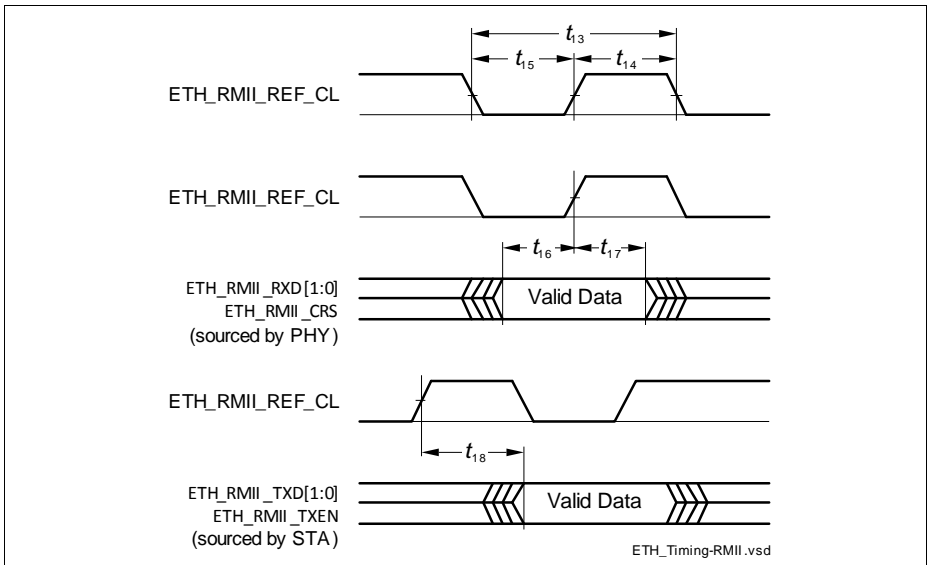 t13
t15 t14
ETH_RMII_REF_CL
ETH_RMII_REF_CL
t16 t17
ETH_RMII_RXD[1:0]
ETH_RMII_CRS
(sourced by PHY)
Valid Data
ETH_RMII_REF_CL
t18
ETH_RMII_TXD[1:0]
ETH_RMII_TXEN
(sourced by STA)
Valid Data
ETH_Timing-RMII.vsd